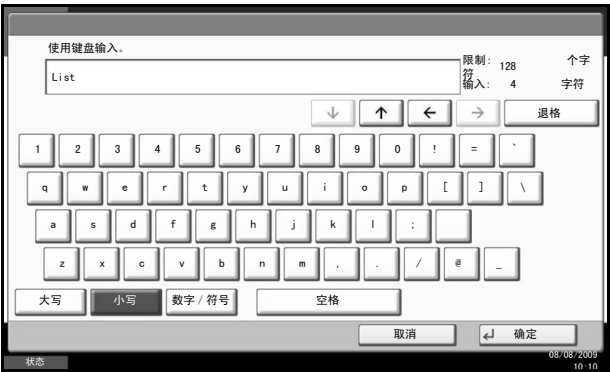 使用键盘输入。
限制: 128 个字符
List
输入: 4 字符
退格
1 2 3 4 5 6 7 8 9 0 ! = `
q w e r t y u i o p [ ] \
a s d f g h j k l ;
z x c v b n m , . / @ _
大写 小写 数字 / 符号 空格
取消 确定
状态 08/08/2009
10:10